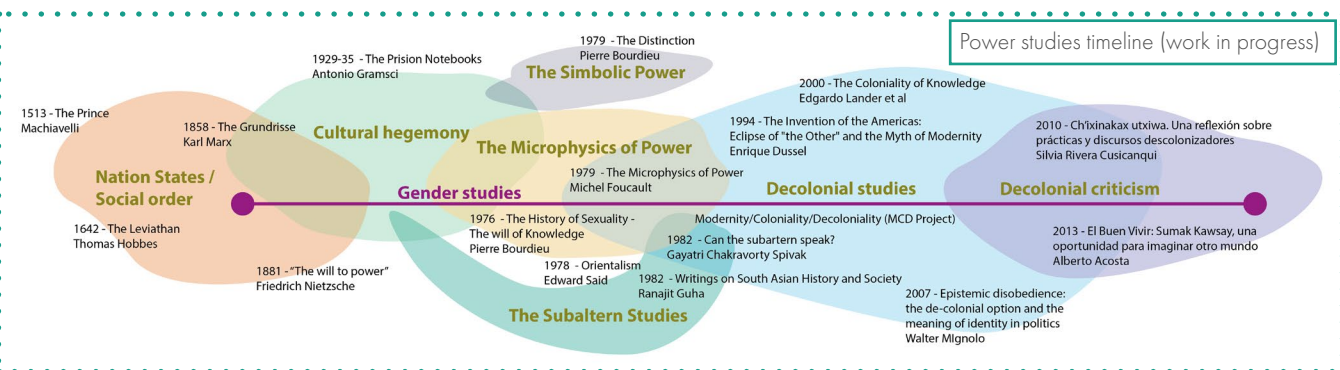 Power studies timeline (work in progress)
1513 - The Prince
Machiavelli
1858 - The Grundrisse
Karl Marx
Nation States /
Social order
1642 - The Leviathan
Thomas Hobbes
1881 - "The will to power"
Friedrich Nietzsche
1929-35 - The Prision Notebooks
Antonio Gramsci
Cultural hegemony
1979 - The Distinction
Pierre Bourdieu
The Simbolic Power
The Microphysics of Power
1979 - The Microphysics of Power
Michel Foucault
Gender studies
1976 - The History of Sexuality -
The will of Knowledge
Pierre Bourdieu
1978 - Orientalism
Edward Said
1982 - Can the subartern speak?
Gayatri Chakravorty Spivak
1982 - Writings on South Asian History and Society
Ranajit Guha
The Subaltern Studies
2000 - The Coloniality of Knowledge
Edgardo Lander et al
1994 - The Invention of the Americas:
Eclipse of "the Other" and the Myth of Modernity
Enrique Dussel
Decolonial studies
Modernity/Coloniality/Decoloniality (MCD Project)
2007 - Epistemic disobedience:
the de-colonial option and the
meaning of identity in politics
Walter MIgnolo
2010 - Ch'ixinakax utxiwa. Una reflexión sobre
prácticas y discursos descolonizadores
Silvia Rivera Cusicanqui
Decolonial criticism
2013 - El Buen Vivir: Sumak Kawsay, una
oportunidad para imaginar otro mundo
Alberto Acosta